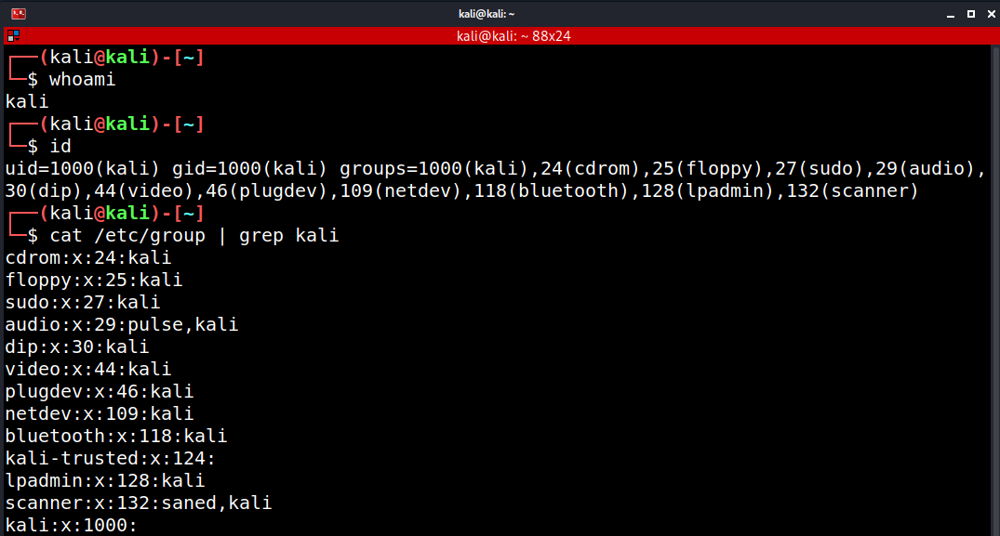 kali@kali: ~
kali@kali: ~ 88x24
┌──(kali@kali)-[~]
└─$ whoami
kali
┌──(kali@kali)-[~]
└─$ id
uid=1000(kali) gid=1000(kali) groups=1000(kali),24(cdrom),25(floppy),27(sudo),29(audio),
30(dip),44(video),46(plugdev),109(netdev),118(bluetooth),128(lpadmin),132(scanner)
┌──(kali@kali)-[~]
└─$ cat /etc/group | grep kali
cdrom:x:24:kali
floppy:x:25:kali
sudo:x:27:kali
audio:x:29:pulse,kali
dip:x:30:kali
video:x:44:kali
plugdev:x:46:kali
netdev:x:109:kali
bluetooth:x:118:kali
kali-trusted:x:124:
lpadmin:x:128:kali
scanner:x:132:saned,kali
kali:x:1000: